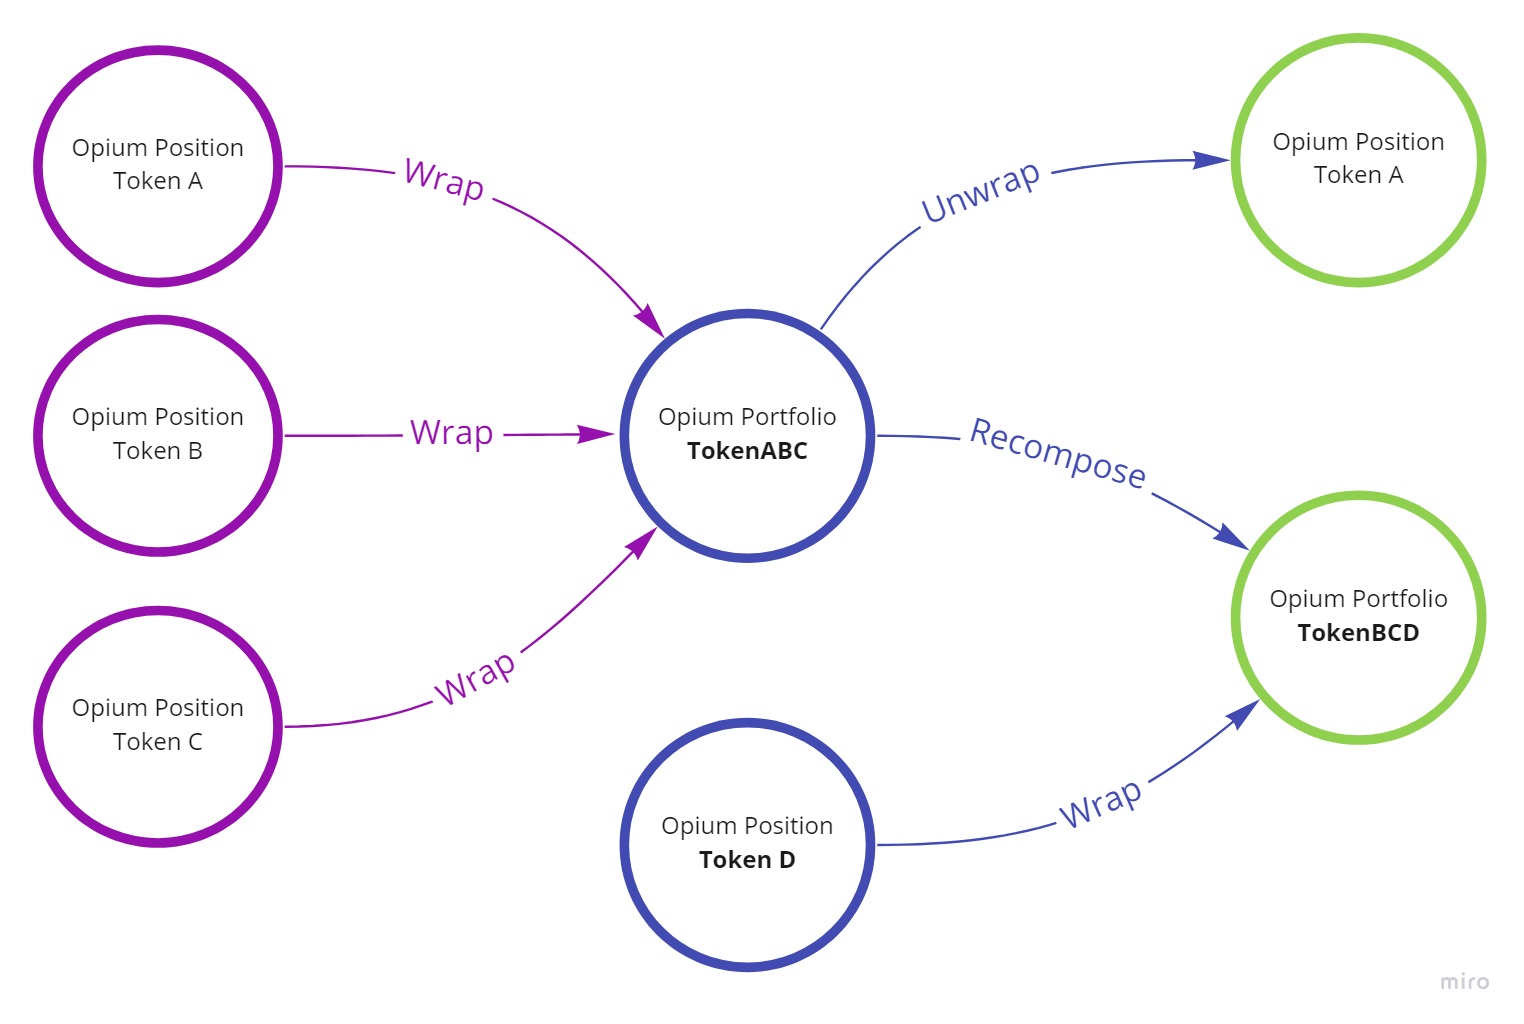 Opium Position
Token A
Wrap
Opium Position
Token B
Wrap
Opium Position
Token C
Wrap
Opium Portfolio
TokenABC
Unwrap
Opium Position
Token A
Recompose
Opium Portfolio
TokenBCD
Opium Position
Token D
Wrap
miro